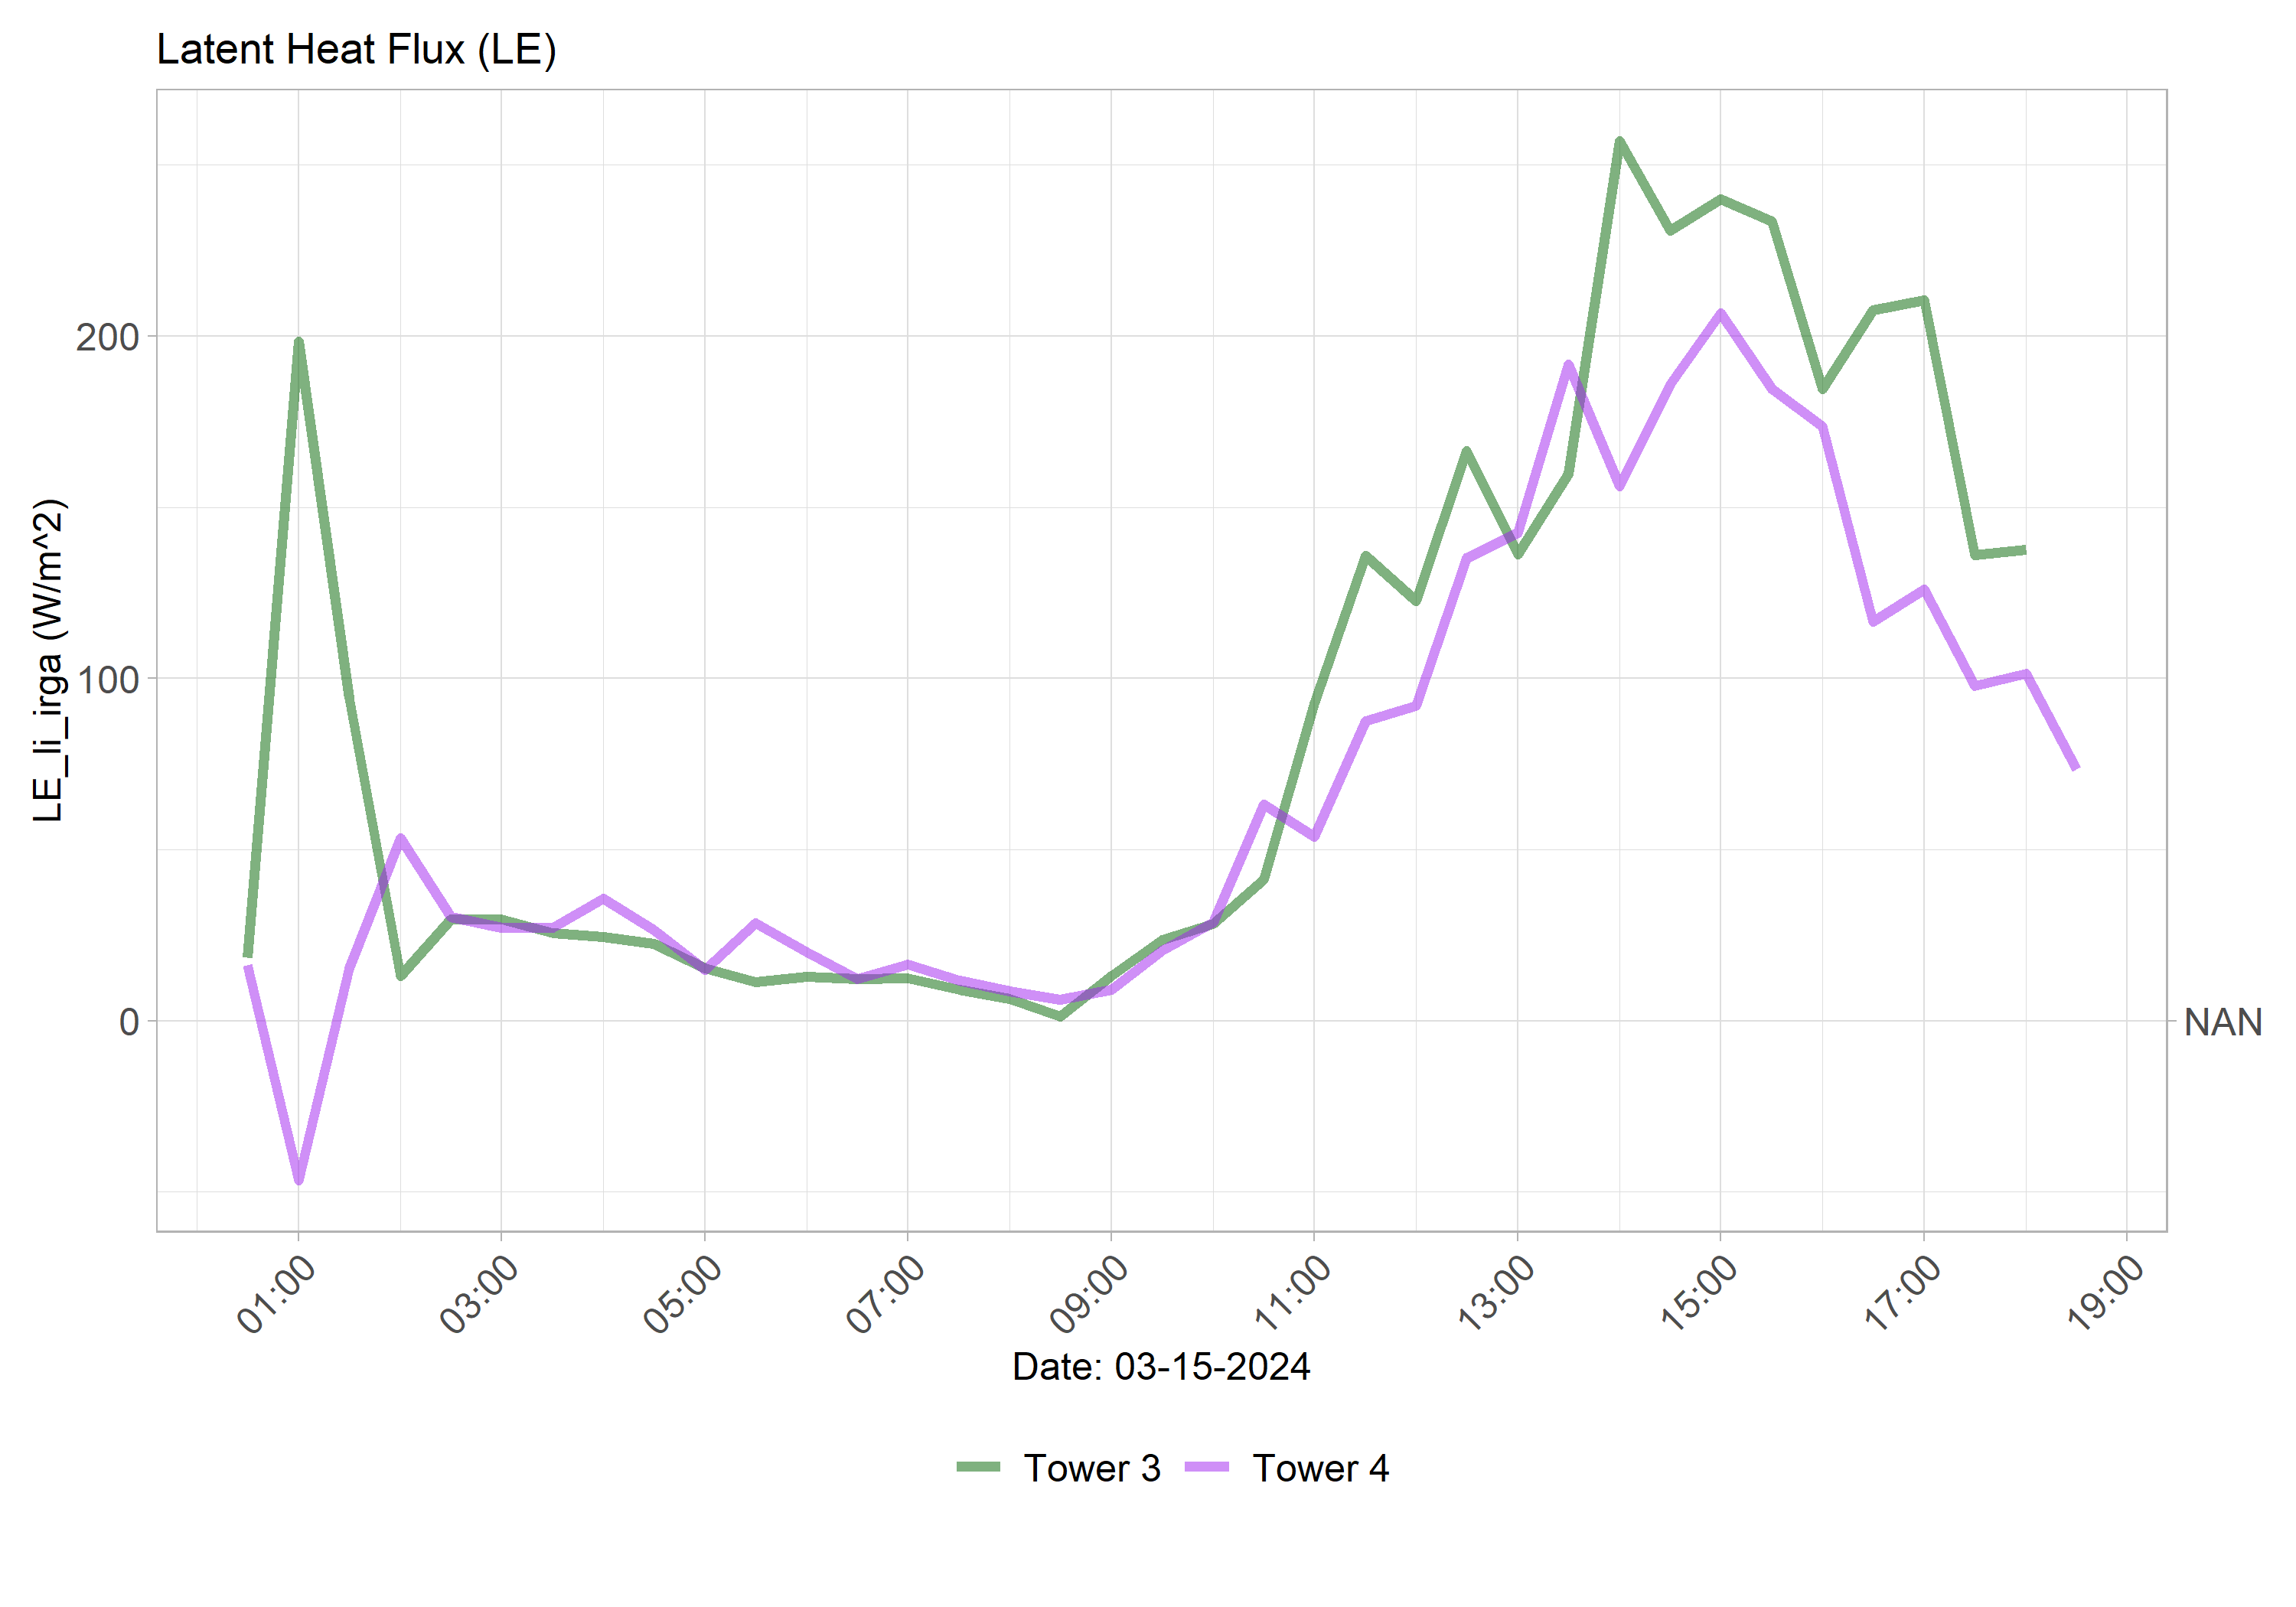 Latent Heat Flux (LE)
LE_li_irga (W/m^2)
200
100
0
NAN
01:00
03:00
05:00
07:00
09:00
11:00
13:00
15:00
17:00
19:00
Date: 03-15-2024
Tower 3
Tower 4